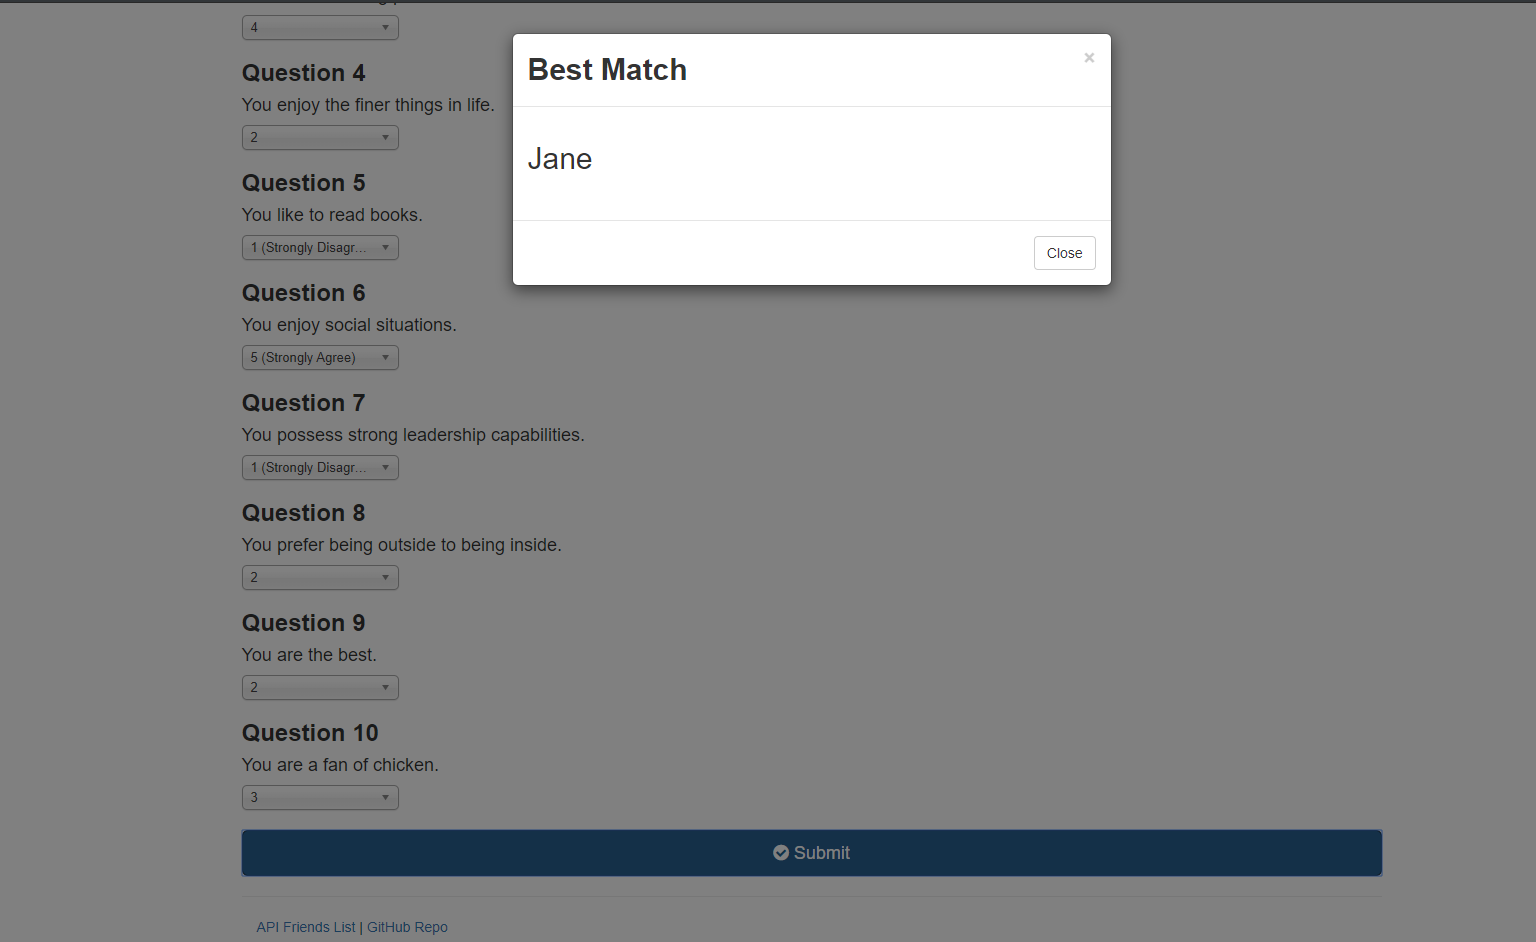 4
Question 4
You enjoy the finer things in life.
2
Question 5
You like to read books.
1 (Strongly Disagr...
Question 6
You enjoy social situations.
5 (Strongly Agree)
Question 7
You possess strong leadership capabilities.
1 (Strongly Disagr...
Question 8
You prefer being outside to being inside.
2
Question 9
You are the best.
2
Question 10
You are a fan of chicken.
3
Submit
API Friends List | GitHub Repo
Best Match
×
Jane
Close